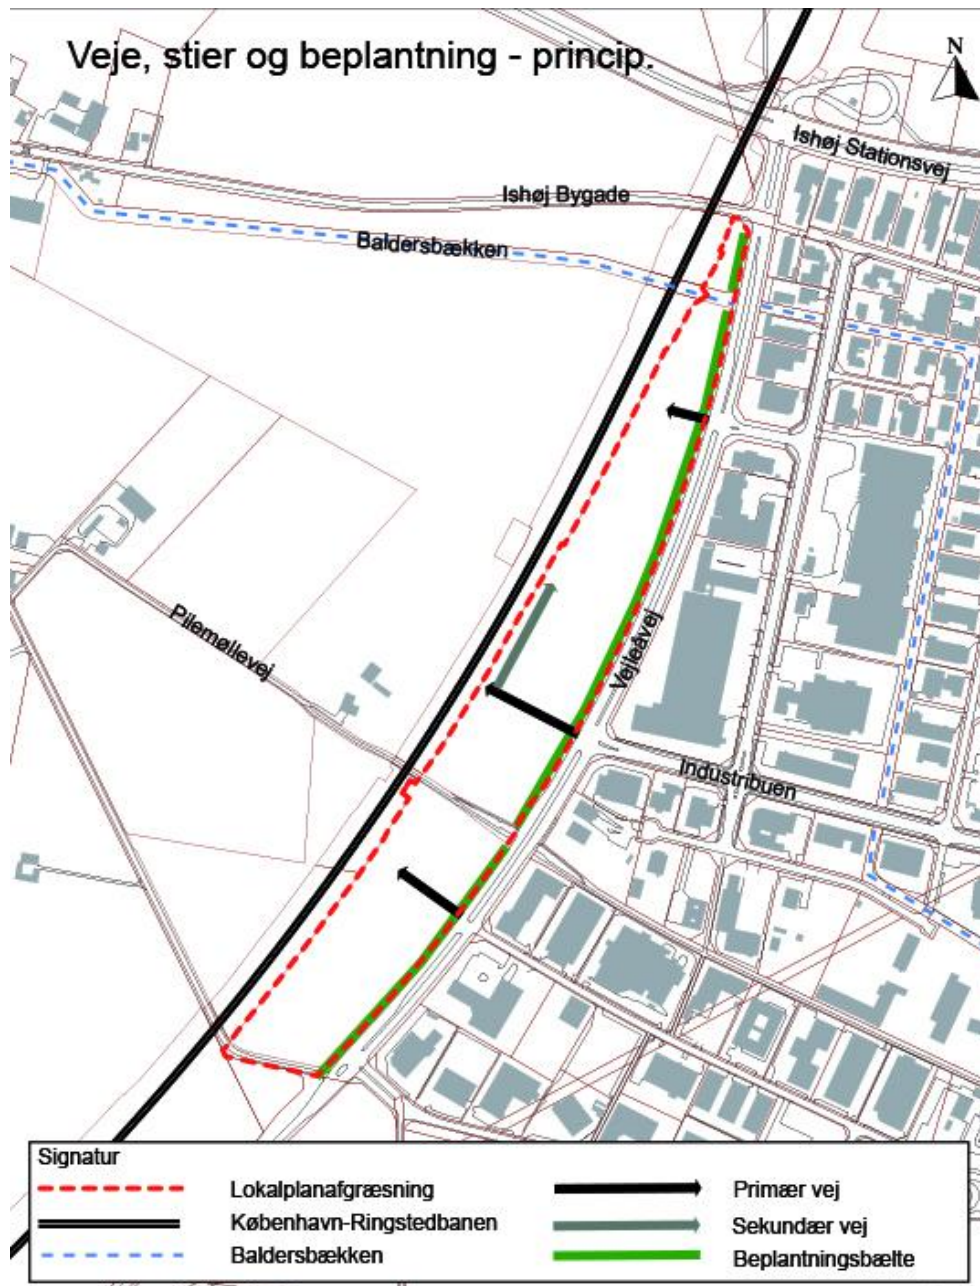 Veje, stier og beplantning - princip.
N
Ishøj Stationsvej
Ishøj Bygade
Baldersbækken
Pilemøllevej
Vejleåvej
Industribuen
Signatur
Lokalplanafgræsning
København-Ringstedbanen
Baldersbækken
Primær vej
Sekundær vej
Beplantningsbælte